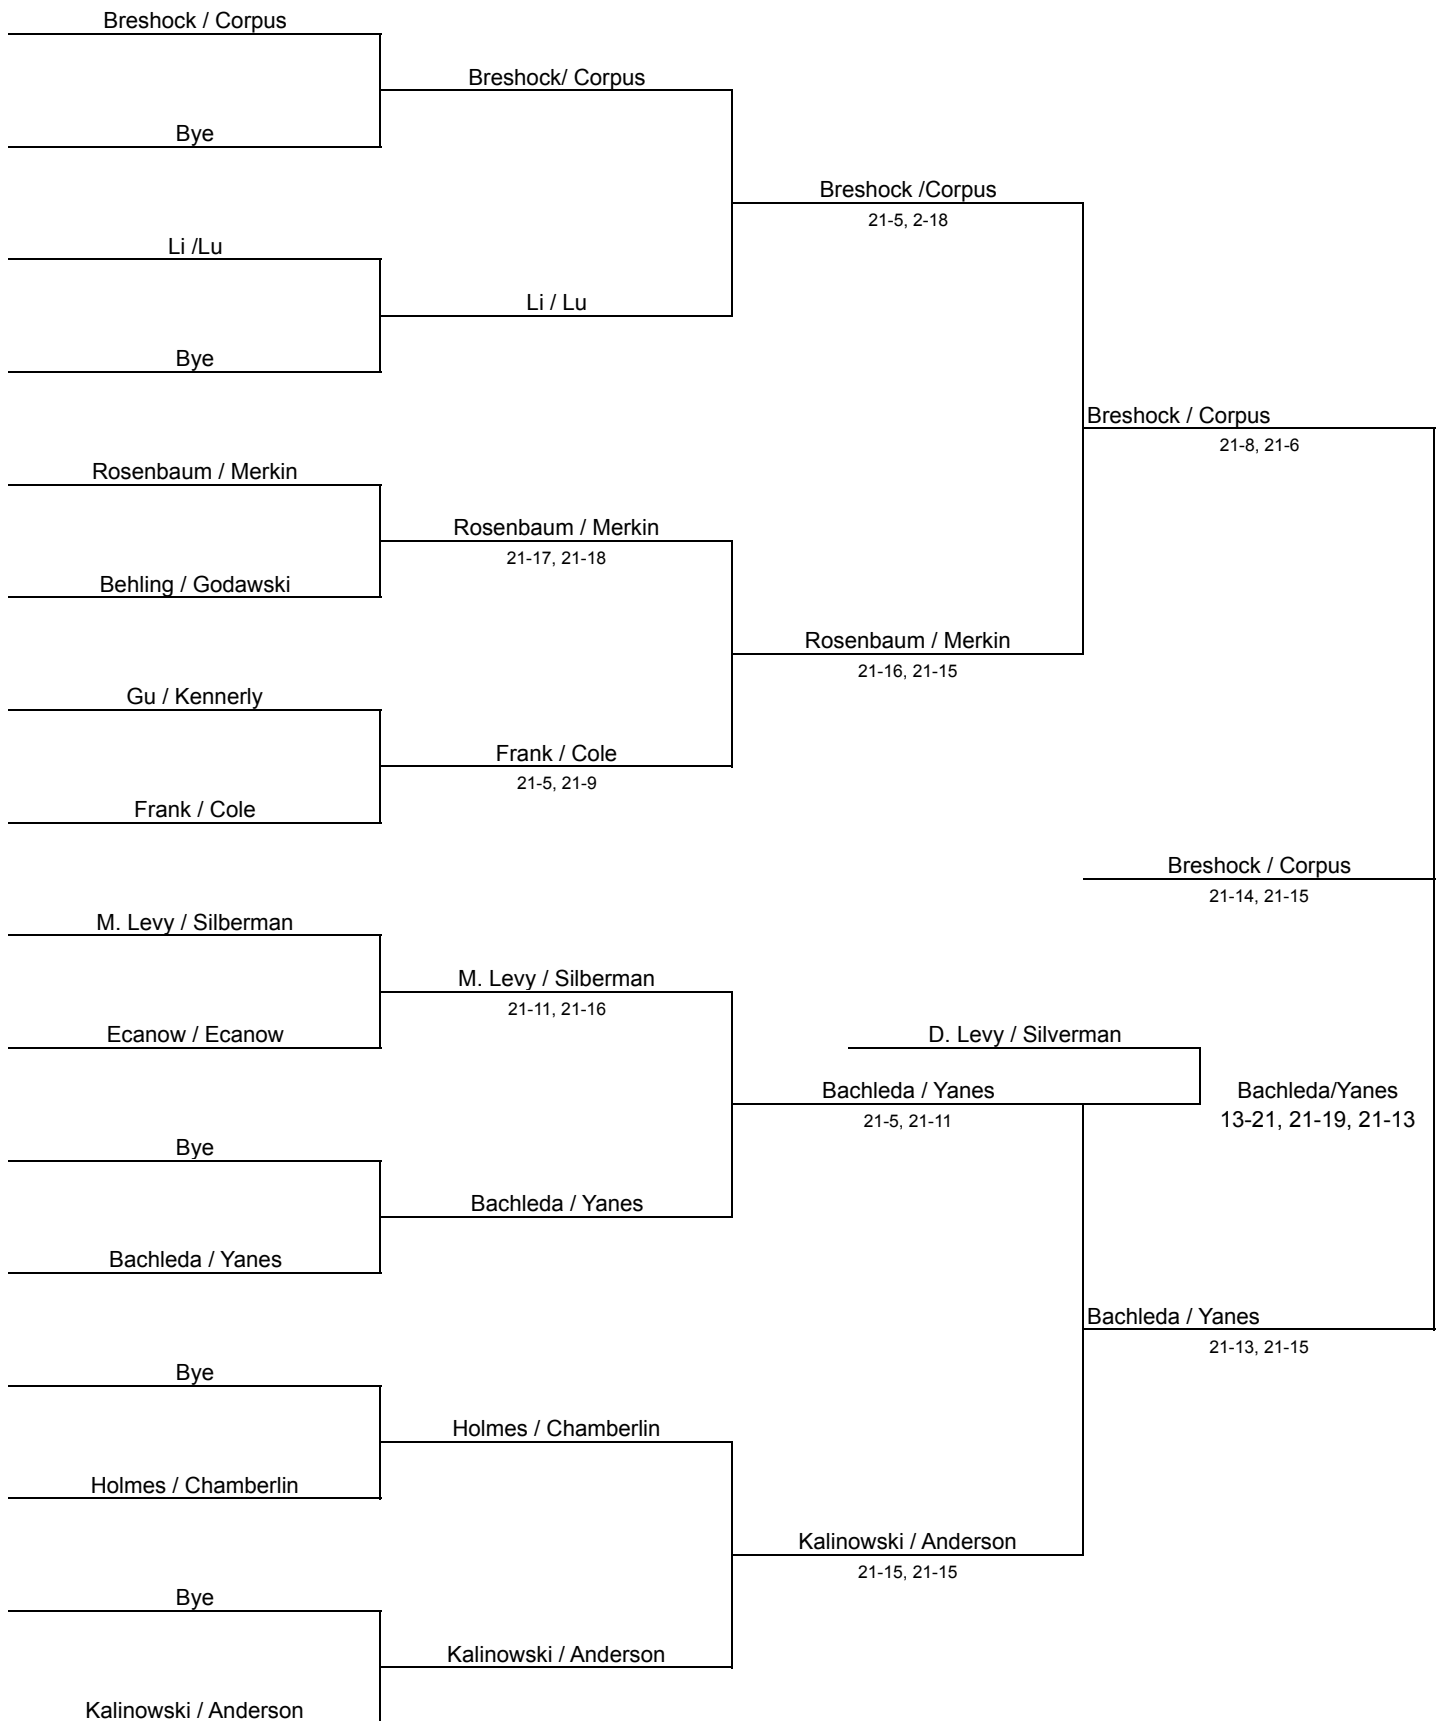 Breshock / Corpus
Breshock/ Corpus
Bye
Breshock /Corpus
21-5, 2-18
Li /Lu
Li / Lu
Bye
Breshock / Corpus
21-8, 21-6
Rosenbaum / Merkin
Rosenbaum / Merkin
21-17, 21-18
Behling / Godawski
Rosenbaum / Merkin
21-16, 21-15
Gu / Kennerly
Frank / Cole
21-5, 21-9
Frank / Cole
Breshock / Corpus
21-14, 21-15
M. Levy / Silberman
M. Levy / Silberman
21-11, 21-16
Ecanow / Ecanow
D. Levy / Silverman
Bachleda / Yanes
21-5, 21-11
Bachleda/Yanes
13-21, 21-19, 21-13
Bye
Bachleda / Yanes
Bachleda / Yanes
Bachleda / Yanes
21-13, 21-15
Bye
Holmes / Chamberlin
Holmes / Chamberlin
Kalinowski / Anderson
21-15, 21-15
Bye
Kalinowski / Anderson
Kalinowski / Anderson